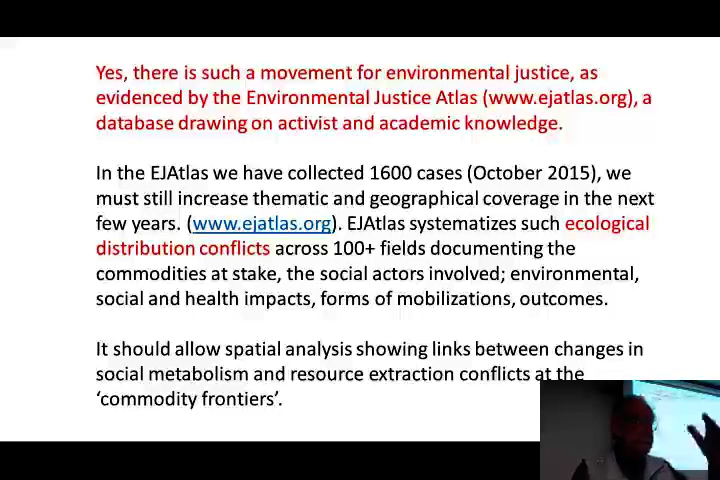 Yes, there is such a movement for environmental justice, as
evidenced by the Environmental Justice Atlas (www.ejatlas.org), a
database drawing on activist and academic knowledge.
In the EJAtlas we have collected 1600 cases (October 2015), we
must still increase thematic and geographical coverage in the next
few years. (www.ejatlas.org). EJAtlas systematizes such ecological
distribution conflicts across 100+ fields documenting the
commodities at stake, the social actors involved; environmental,
social and health impacts, forms of mobilizations, outcomes.
It should allow spatial analysis showing links between changes in
social metabolism and resource extraction conflicts at the
‘commodity frontiers’.